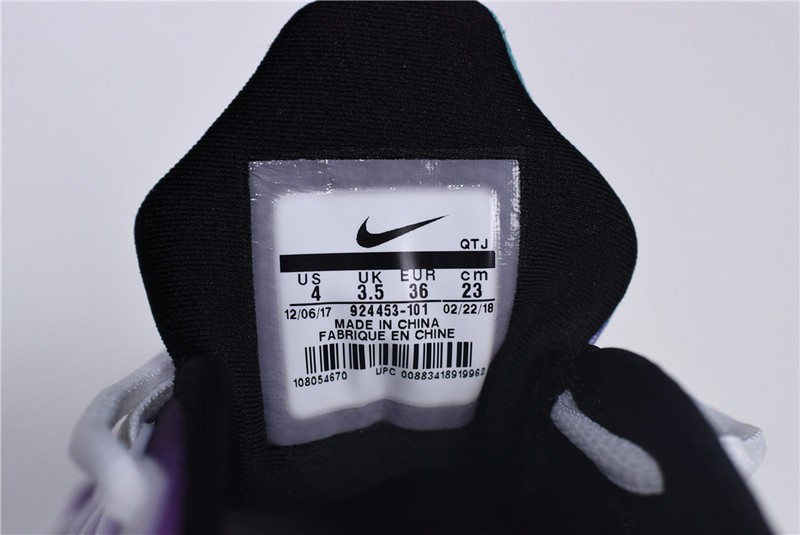 QTJ
US UK EUR cm
4 3.5 36 23
12/06/17 924453-101 02/22/18
MADE IN CHINA
FABRIQUE EN CHINE
108054670 UPC 00883418919962